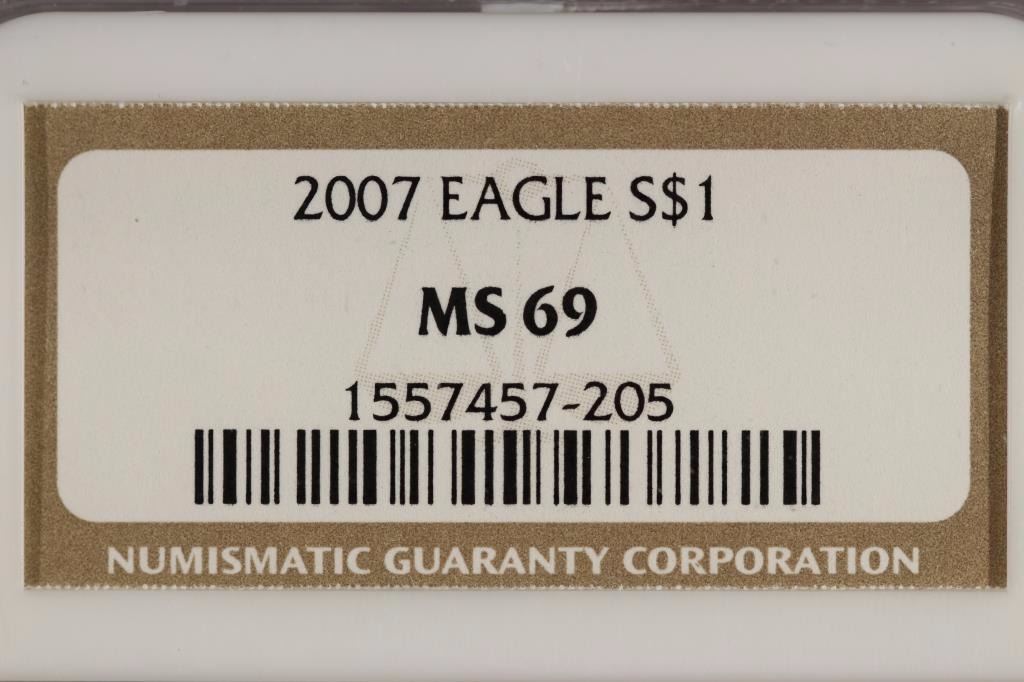 2007 EAGLE S$1
MS 69
1557457-205
NUMISMATIC GUARANTY CORPORATION